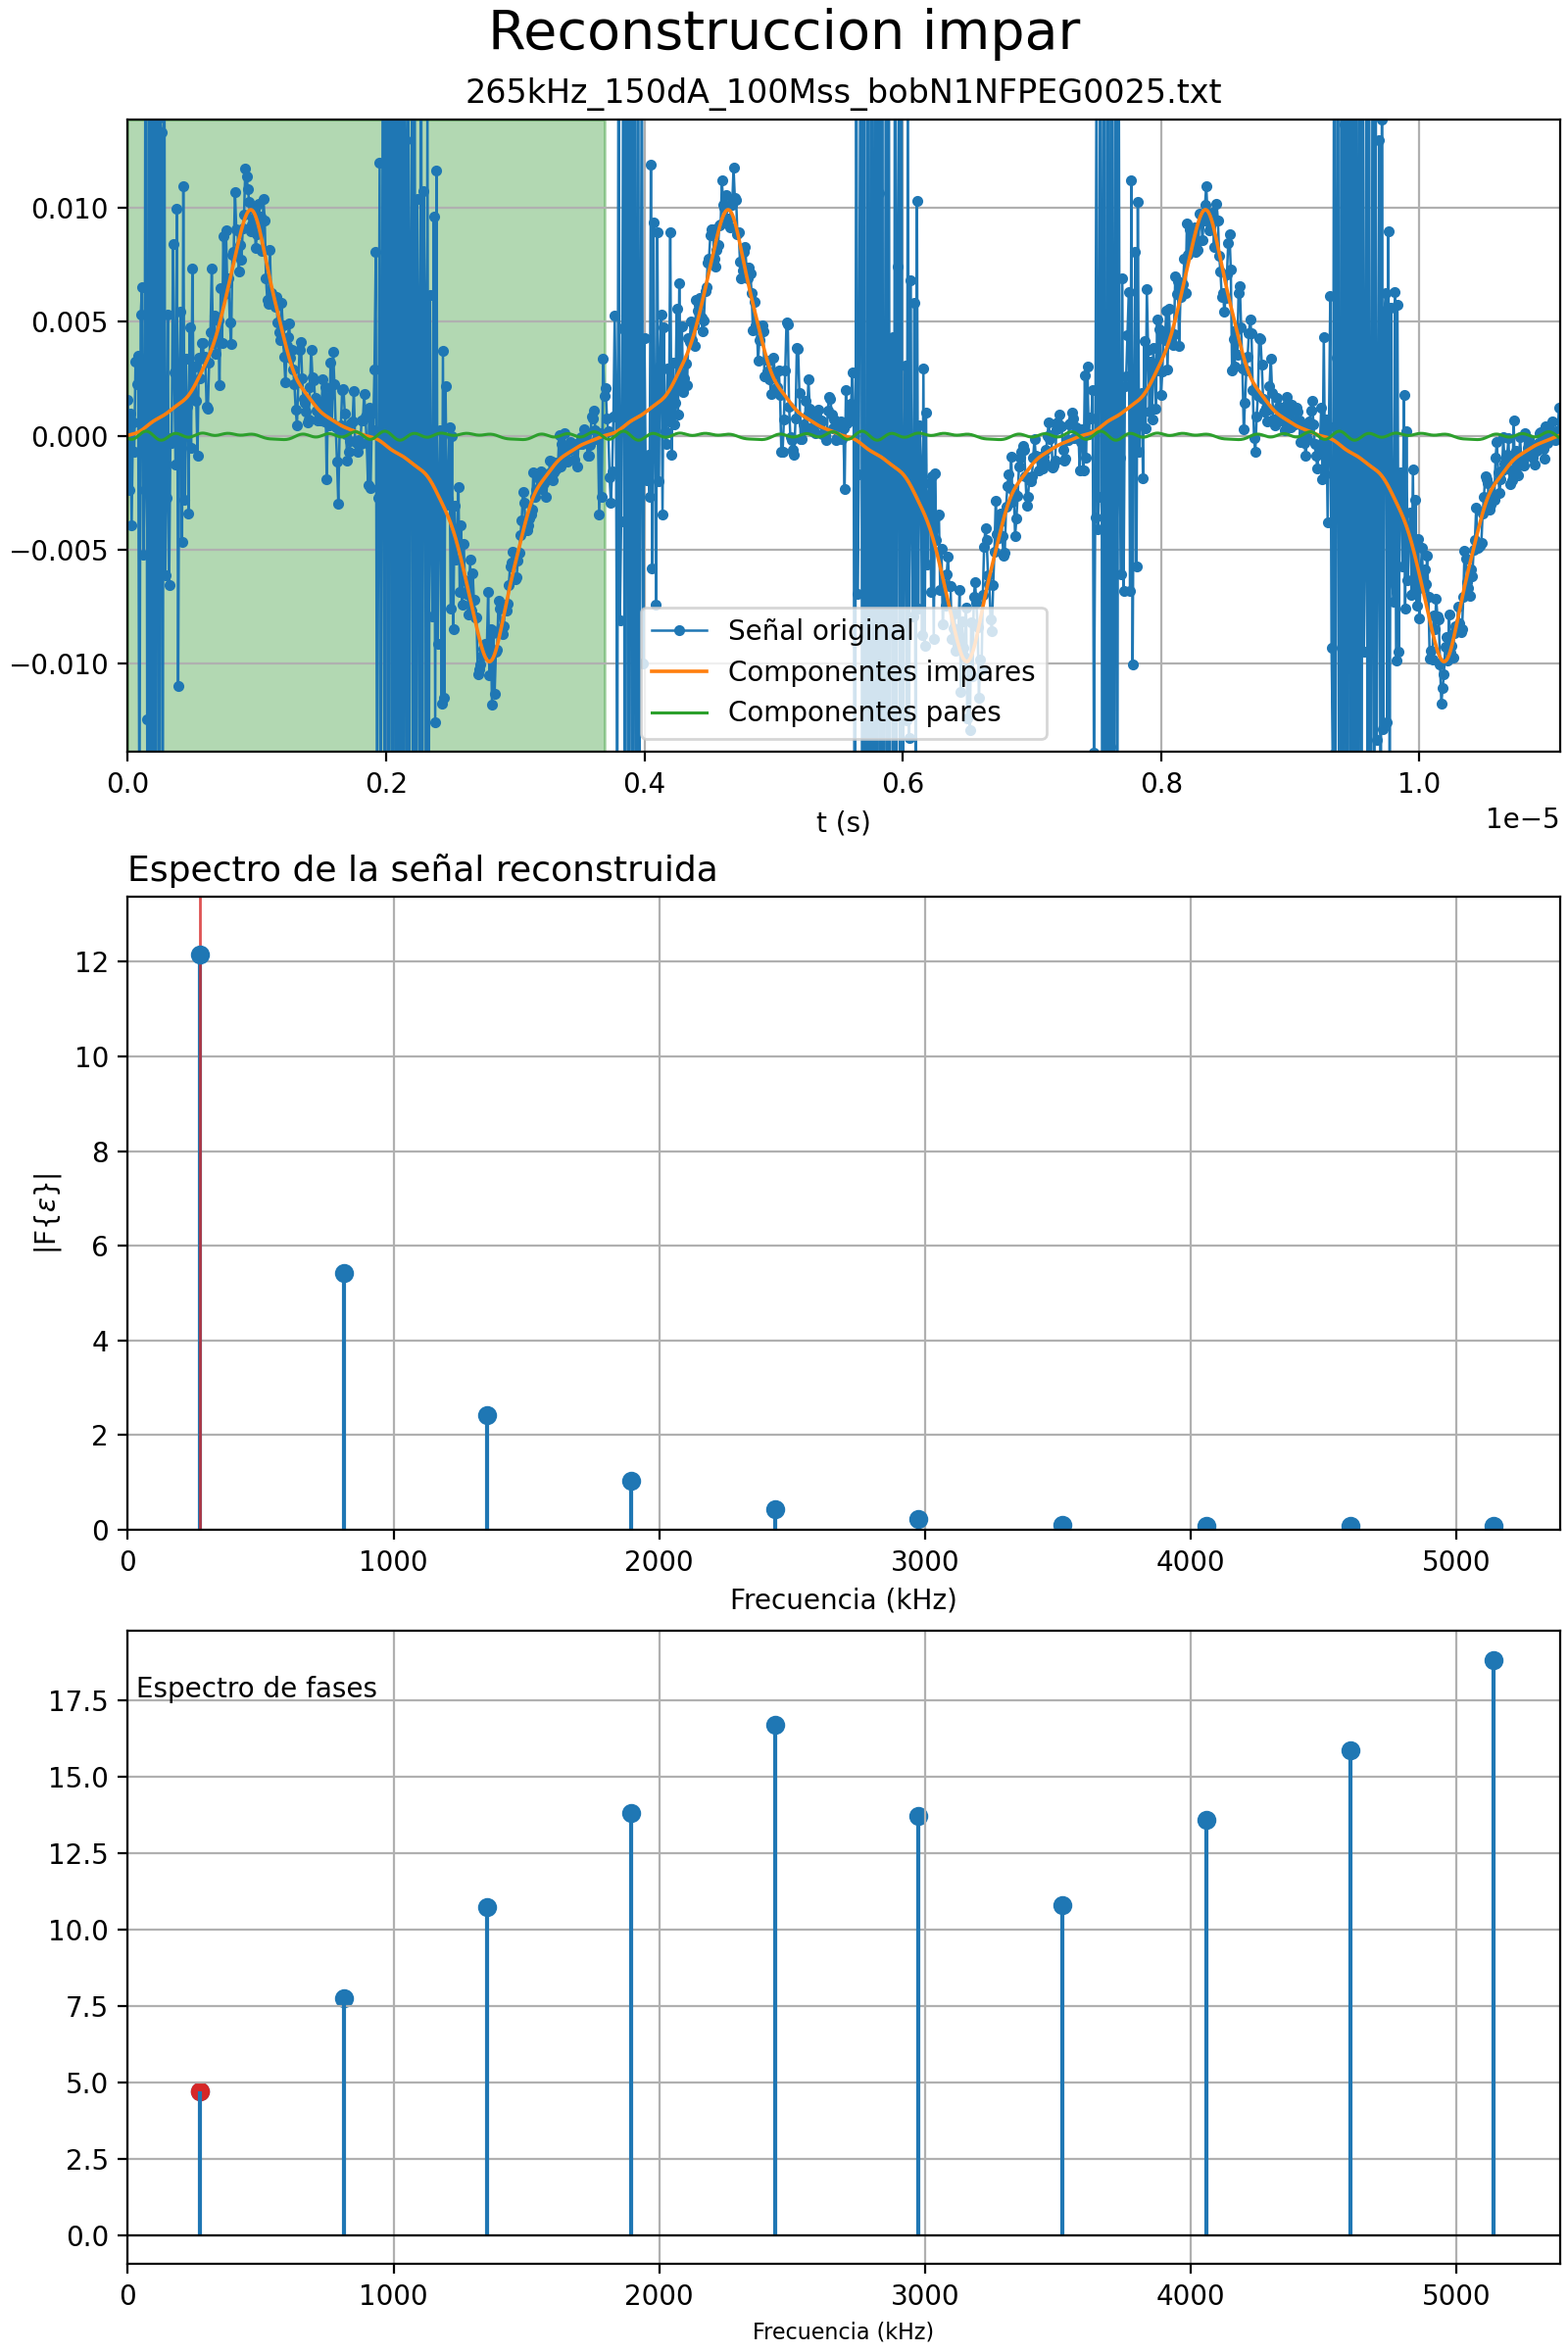 Reconstruccion impar
265kHz_150dA_100Mss_bobN1NFPEG0025.txt
0.010
0.005
0.000
−0.005
−0.010
Señal original
Componentes impares
Componentes pares
0.0 0.2 0.4 0.6 0.8 1.0
t (s)
1e−5
Espectro de la señal reconstruida
12
10
8
6
4
2
0
|F{ε}|
0 1000 2000 3000 4000 5000
Frecuencia (kHz)
Espectro de fases
17.5
15.0
12.5
10.0
7.5
5.0
2.5
0.0
0 1000 2000 3000 4000 5000
Frecuencia (kHz)